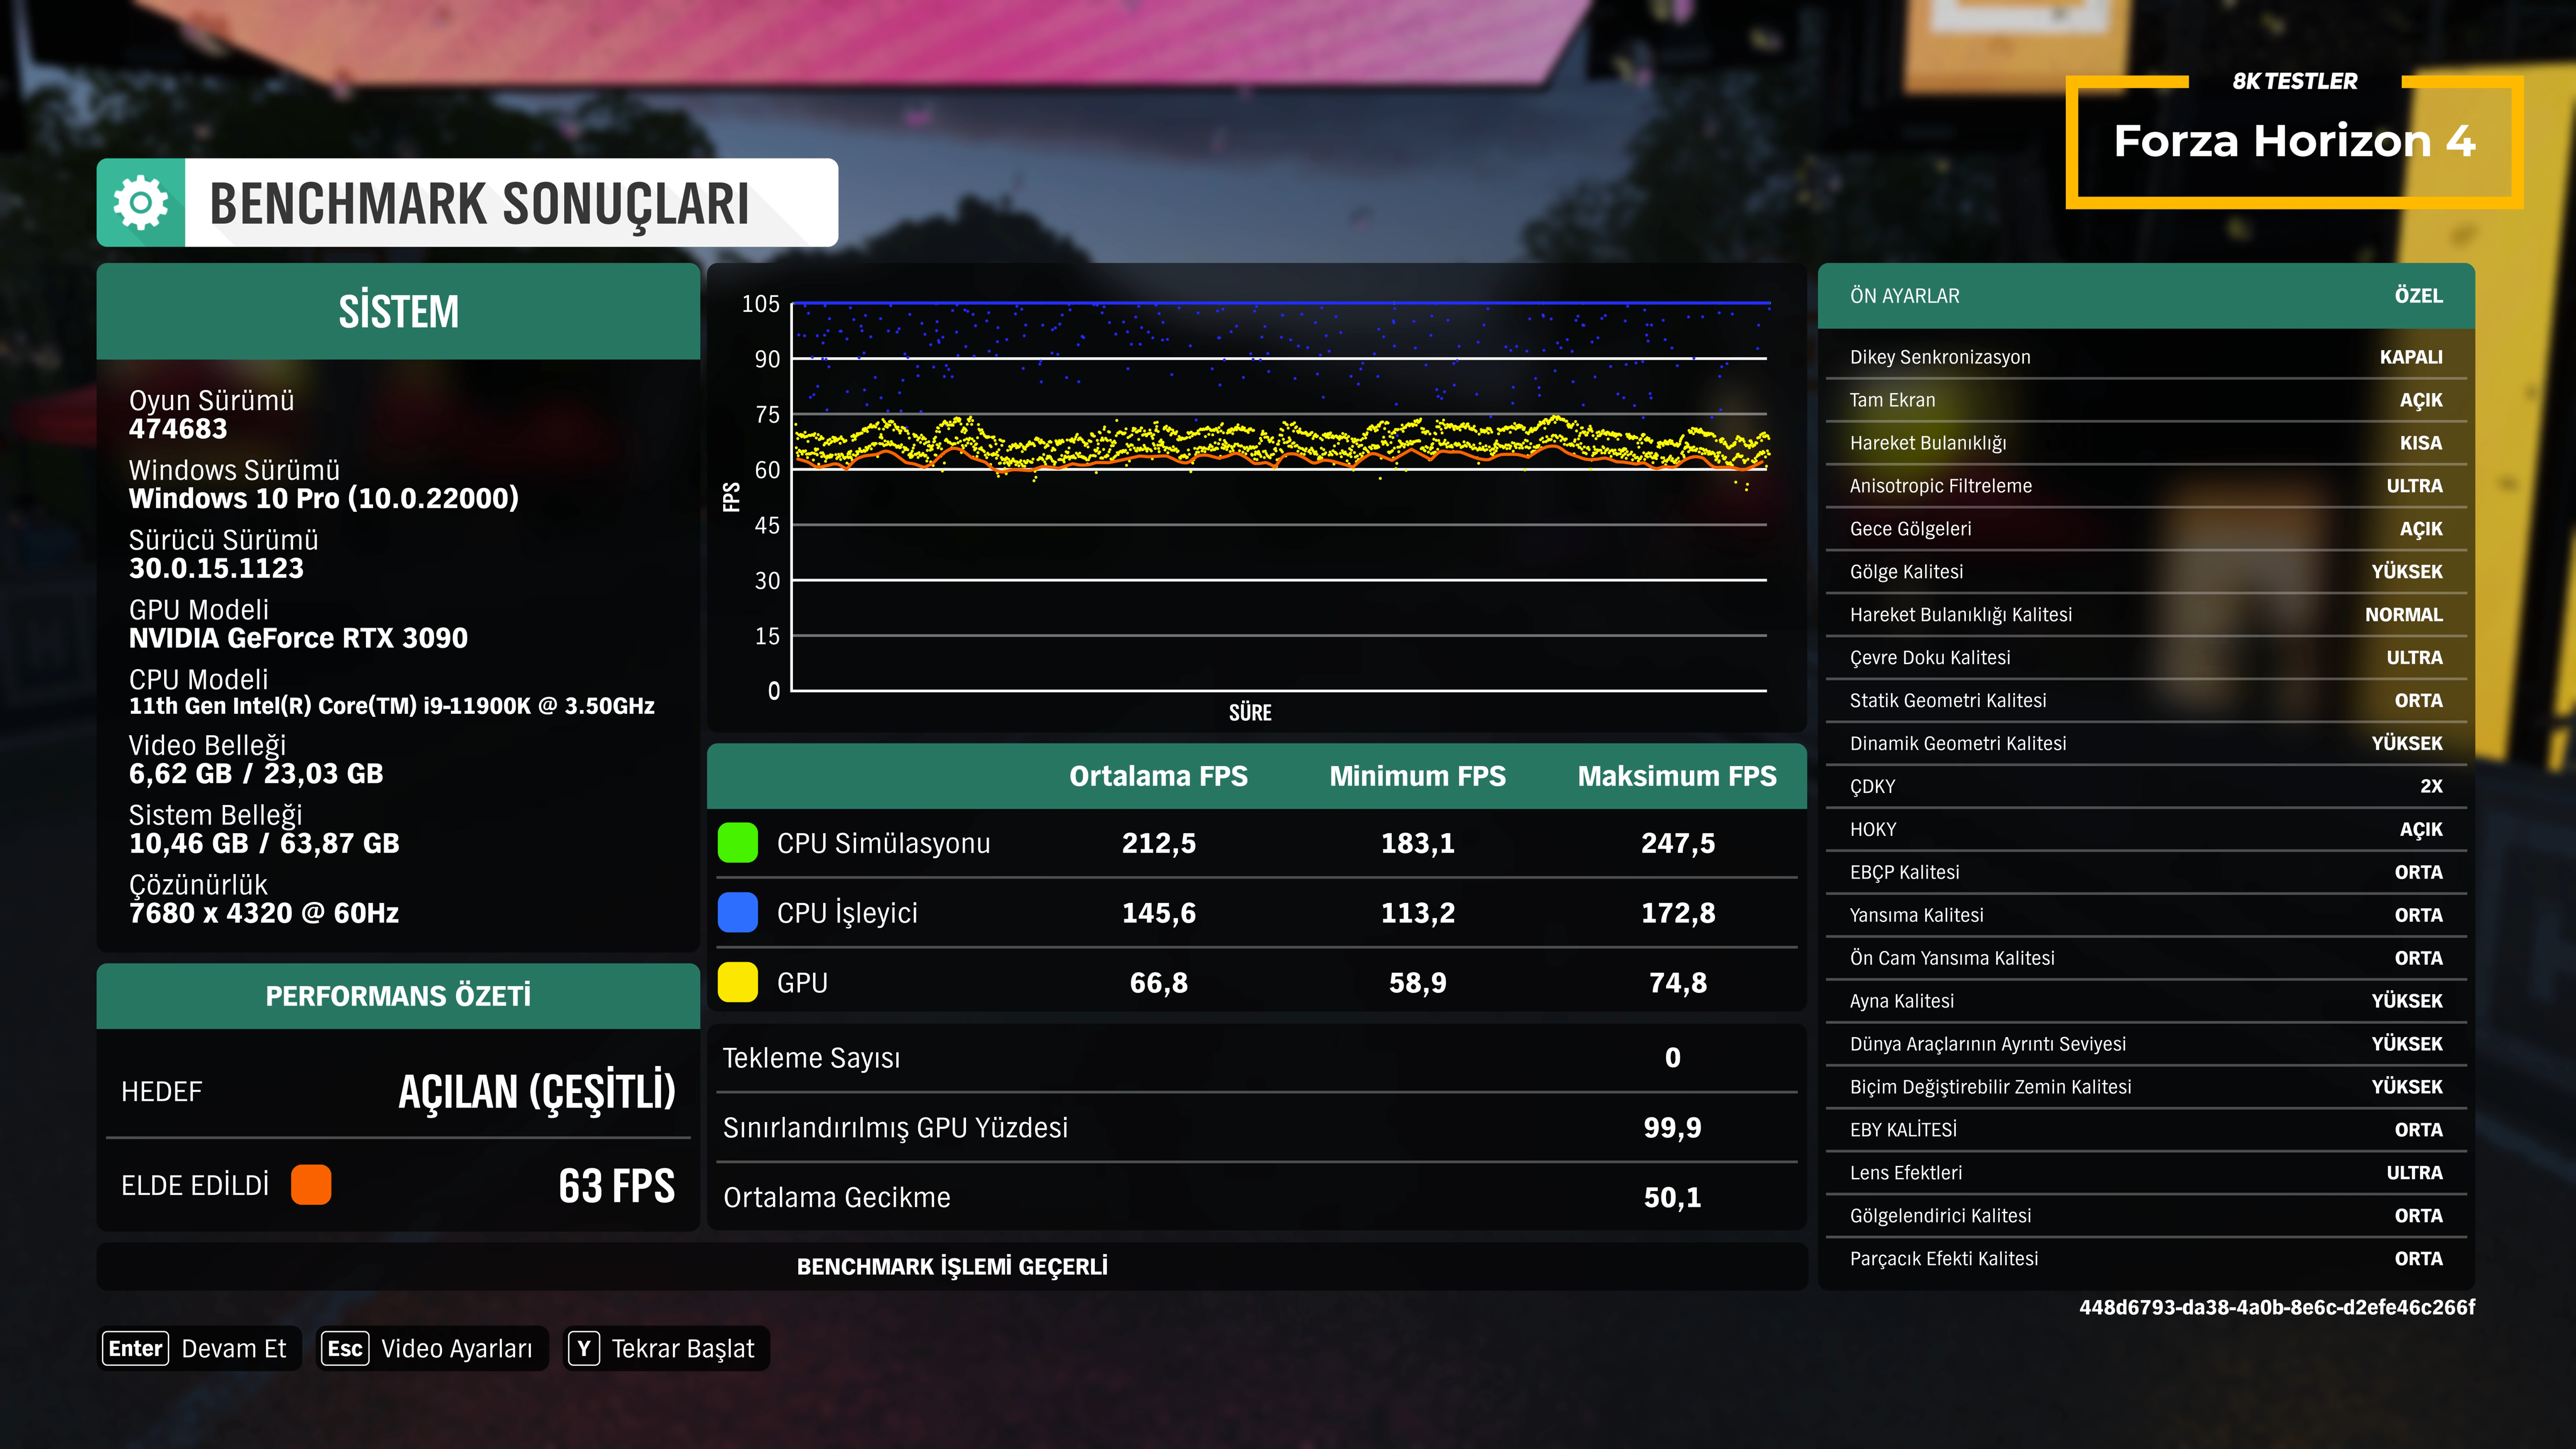 8K TESTLER
Forza Horizon 4
BENCHMARK SONUÇLARI
SİSTEM
Oyun Sürümü
474683
Windows Sürümü
Windows 10 Pro (10.0.22000)
Sürücü Sürümü
30.0.15.1123
GPU Modeli
NVIDIA GeForce RTX 3090
CPU Modeli
11th Gen Intel(R) Core(TM) i9-11900K @ 3.50GHz
Video Belleği
6,62 GB / 23,03 GB
Sistem Belleği
10,46 GB / 63,87 GB
Çözünürlük
7680 x 4320 @ 60Hz
PERFORMANS ÖZETİ
HEDEF AÇILAN (ÇEŞİTLİ)
ELDE EDİLDİ 63 FPS
105
90
75
60
45
30
15
0
FPS
SÜRE
Ortalama FPS Minimum FPS Maksimum FPS
CPU Simülasyonu 212,5 183,1 247,5
CPU İşleyici 145,6 113,2 172,8
GPU 66,8 58,9 74,8
Tekleme Sayısı 0
Sınırlandırılmış GPU Yüzdesi 99,9
Ortalama Gecikme 50,1
BENCHMARK İŞLEMİ GEÇERLİ
ÖN AYARLAR ÖZEL
Dikey Senkronizasyon KAPALI
Tam Ekran AÇIK
Hareket Bulanıklığı KISA
Anisotropic Filtreleme ULTRA
Gece Gölgeleri AÇIK
Gölge Kalitesi YÜKSEK
Hareket Bulanıklığı Kalitesi NORMAL
Çevre Doku Kalitesi ULTRA
Statik Geometri Kalitesi ORTA
Dinamik Geometri Kalitesi YÜKSEK
ÇDKY 2X
HOKY AÇIK
EBÇP Kalitesi ORTA
Yansıma Kalitesi ORTA
Ön Cam Yansıma Kalitesi ORTA
Ayna Kalitesi YÜKSEK
Dünya Araçlarının Ayrıntı Seviyesi YÜKSEK
Biçim Değiştirebilir Zemin Kalitesi YÜKSEK
EBY KALİTESİ ORTA
Lens Efektleri ULTRA
Gölgelendirici Kalitesi ORTA
Parçacık Efekti Kalitesi ORTA
448d6793-da38-4a0b-8e6c-d2efe46c266f
Enter Devam Et Esc Video Ayarları Y Tekrar Başlat